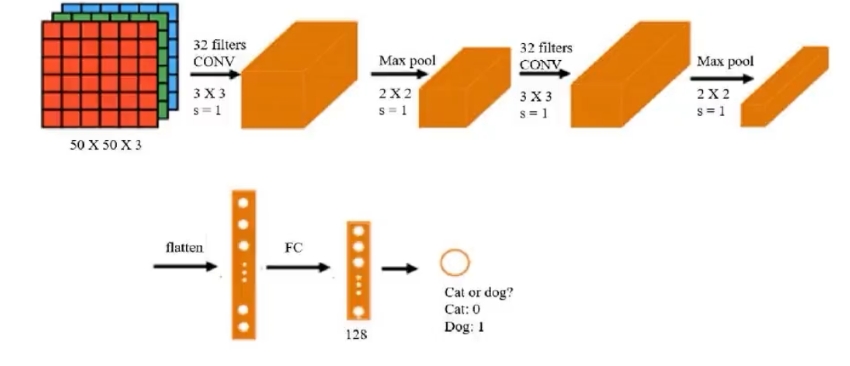 32 filters
CONV
3 X 3
s = 1
Max pool
2 X 2
s = 1
32 filters
CONV
3 X 3
s = 1
Max pool
2 X 2
s = 1
50 X 50 X 3
flatten
FC
128
Cat or dog?
Cat: 0
Dog: 1